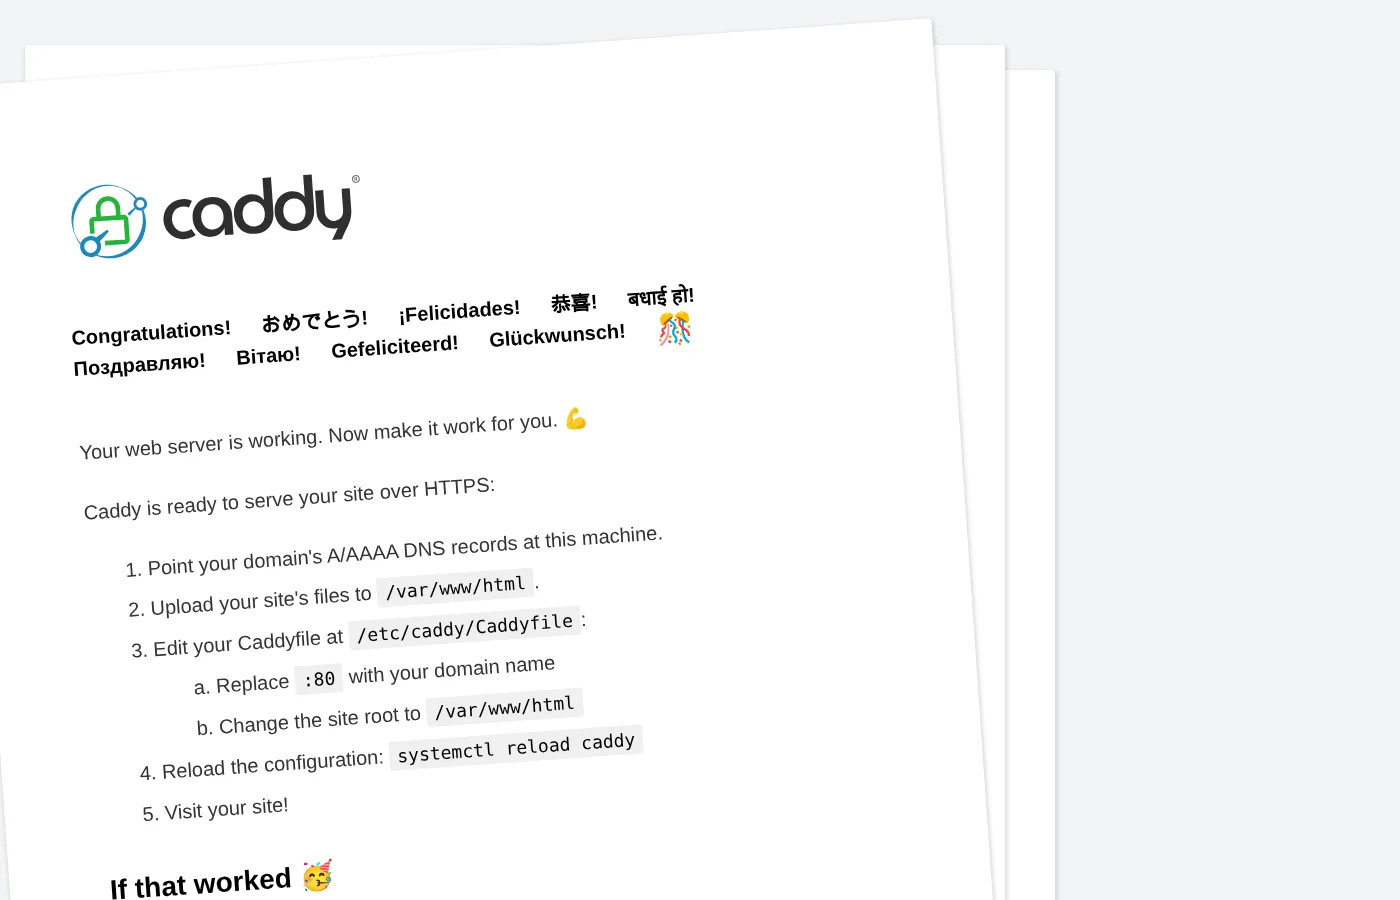 caddy®
Congratulations! おめでとう! ¡Felicidades! 恭喜! बधाई हो!
Поздравляю! Вітаю! Gefeliciteerd! Glückwunsch! 🎊
Your web server is working. Now make it work for you. 💪
Caddy is ready to serve your site over HTTPS:
1. Point your domain's A/AAAA DNS records at this machine.
2. Upload your site's files to /var/www/html.
3. Edit your Caddyfile at /etc/caddy/Caddyfile:
a. Replace :80 with your domain name
b. Change the site root to /var/www/html
4. Reload the configuration: systemctl reload caddy
5. Visit your site!
If that worked 🥳